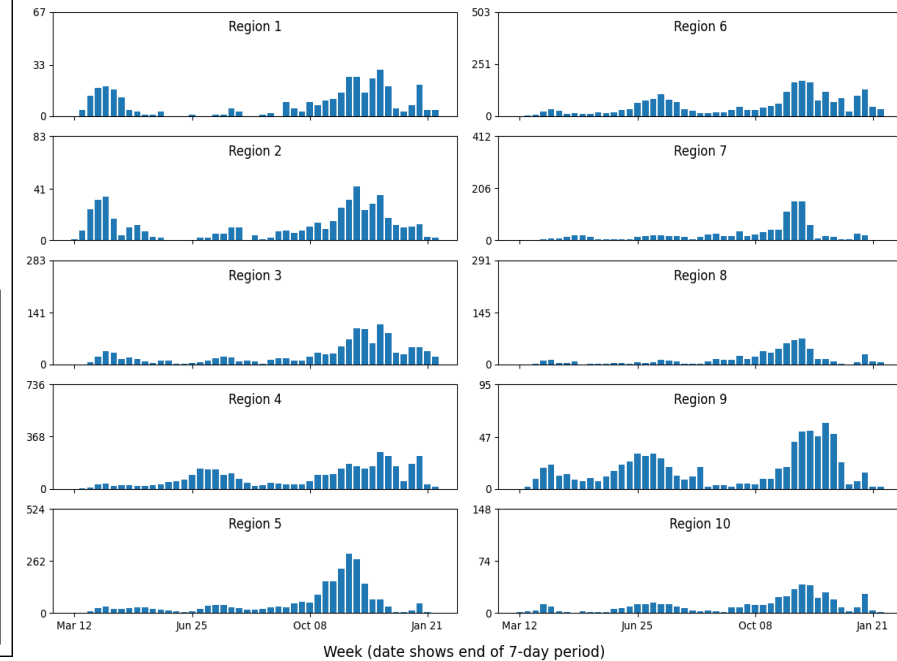 67
33
0
Region 1
83
41
0
Region 2
283
141
0
Region 3
736
368
0
Region 4
524
262
0
Region 5
Mar 12
Jun 25
Oct 08
Jan 21
503
251
0
Region 6
412
206
0
Region 7
291
145
0
Region 8
95
47
0
Region 9
148
74
0
Region 10
Mar 12
Jun 25
Oct 08
Jan 21
Week (date shows end of 7-day period)